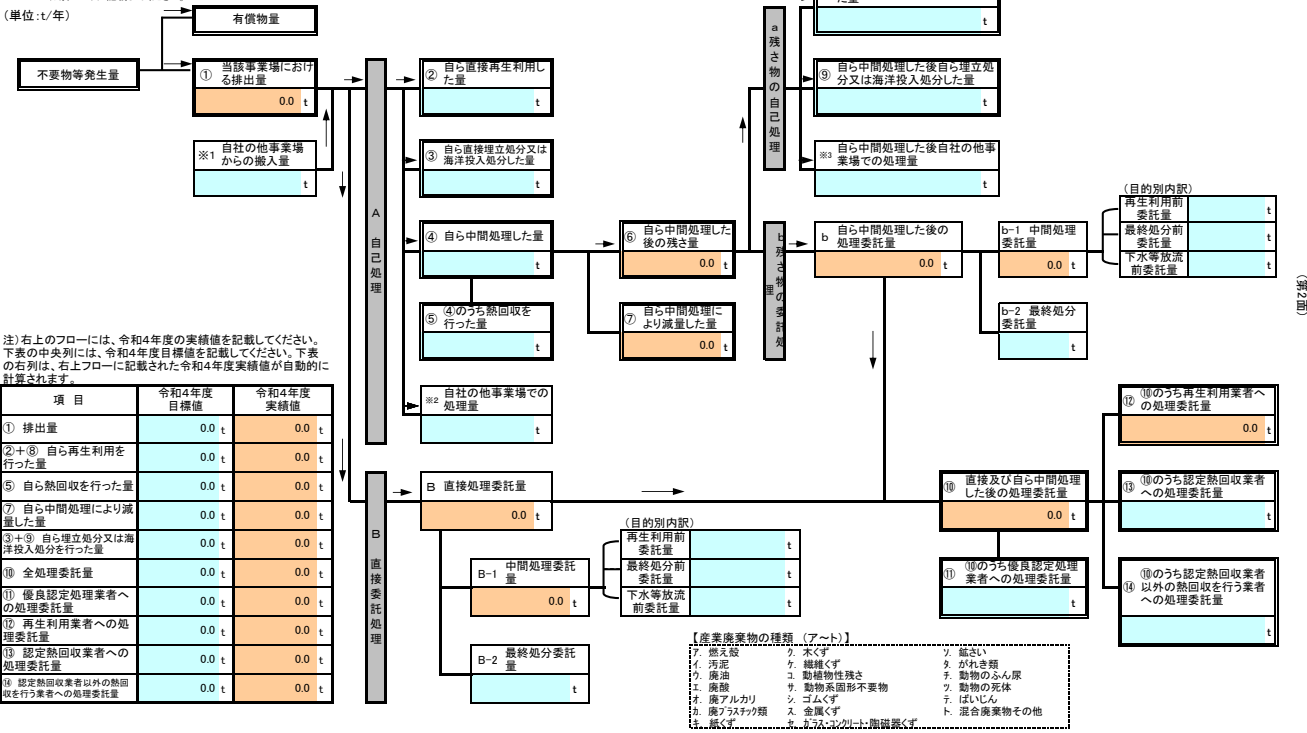 (単位:t/年)
有償物量
不要物等発生量
① 当該事業場におけ
る排出量
0.0 t
※1 自社の他事業場
からの搬入量
t
A 自己処理
② 自ら直接再生利用し
た量
t
③ 自ら直接埋立処分又は
海洋投入処分した量
t
④ 自ら中間処理した量
t
⑤ ④のうち熱回収を
行った量
t
※2 自社の他事業場での
処理量
t
⑥ 自ら中間処理した
後の残さ量
0.0 t
⑦ 自ら中間処理に
より減量した量
0.0 t
a 残さ物の自己処理
た量
t
⑨ 自ら中間処理した後自ら埋立処
分又は海洋投入処分した量
t
※3 自ら中間処理した後自社の他事
業場での処理量
t
b 残さ物の委託処理
b 自ら中間処理した後の
処理委託量
0.0 t
b-1 中間処理
委託量
0.0 t
b-2 最終処分
委託量
t
(目的別内訳)
再生利用前
委託量 t
最終処分前
委託量 t
下水等放流
前委託量 t
(第2面)
注)右上のフローには、令和4年度の実績値を記載してください。
下表の中央列には、令和4年度目標値を記載してください。下表
の右列は、右上フローに記載された令和4年度実績値が自動的に
計算されます。
項 目 令和4年度 目標値 令和4年度 実績値
① 排出量 0.0 t 0.0 t
②+⑧ 自ら再生利用を
行った量 0.0 t 0.0 t
⑤ 自ら熱回収を行った量 0.0 t 0.0 t
⑦ 自ら中間処理により減
量した量 0.0 t 0.0 t
③+⑨ 自ら埋立処分又は海
洋投入処分を行った量 0.0 t 0.0 t
⑩ 全処理委託量 0.0 t 0.0 t
⑪ 優良認定処理業者へ
の処理委託量 0.0 t 0.0 t
⑫ 再生利用業者への処
理委託量 0.0 t 0.0 t
⑬ 認定熱回収業者への
処理委託量 0.0 t 0.0 t
⑭ 認定熱回収業者以外の熱回
収を行う業者への処理委託量 0.0 t 0.0 t
B 直接委託処理
B 直接処理委託量
0.0 t
B-1 中間処理委託
量
0.0 t
B-2 最終処分委託
量
t
(目的別内訳)
再生利用前
委託量 t
最終処分前
委託量 t
下水等放流
前委託量 t
⑩ 直接及び自ら中間処理
した後の処理委託量
0.0 t
⑪ ⑩のうち優良認定処理
業者への処理委託量
t
⑫ ⑩のうち再生利用業者へ
の処理委託量
0.0 t
⑬ ⑩のうち認定熱回収業者
への処理委託量
t
⑭ ⑩のうち認定熱回収業者
以外の熱回収を行う業者
への処理委託量
t
【産業廃棄物の種類 (ア~ト)】
ア. 燃え殻 ク. 木くず ソ. 鉱さい
イ. 汚泥 ケ. 繊維くず タ. がれき類
ウ. 廃油 コ. 動植物性残さ チ. 動物のふん尿
エ. 廃酸 サ. 動物系固形不要物 ツ. 動物の死体
オ. 廃アルカリ シ. ゴムくず テ. ばいじん
カ. 廃プラスチック類 ス. 金属くず ト. 混合廃棄物その他
キ. 紙くず セ. ガラス・コンクリート・陶磁器くず